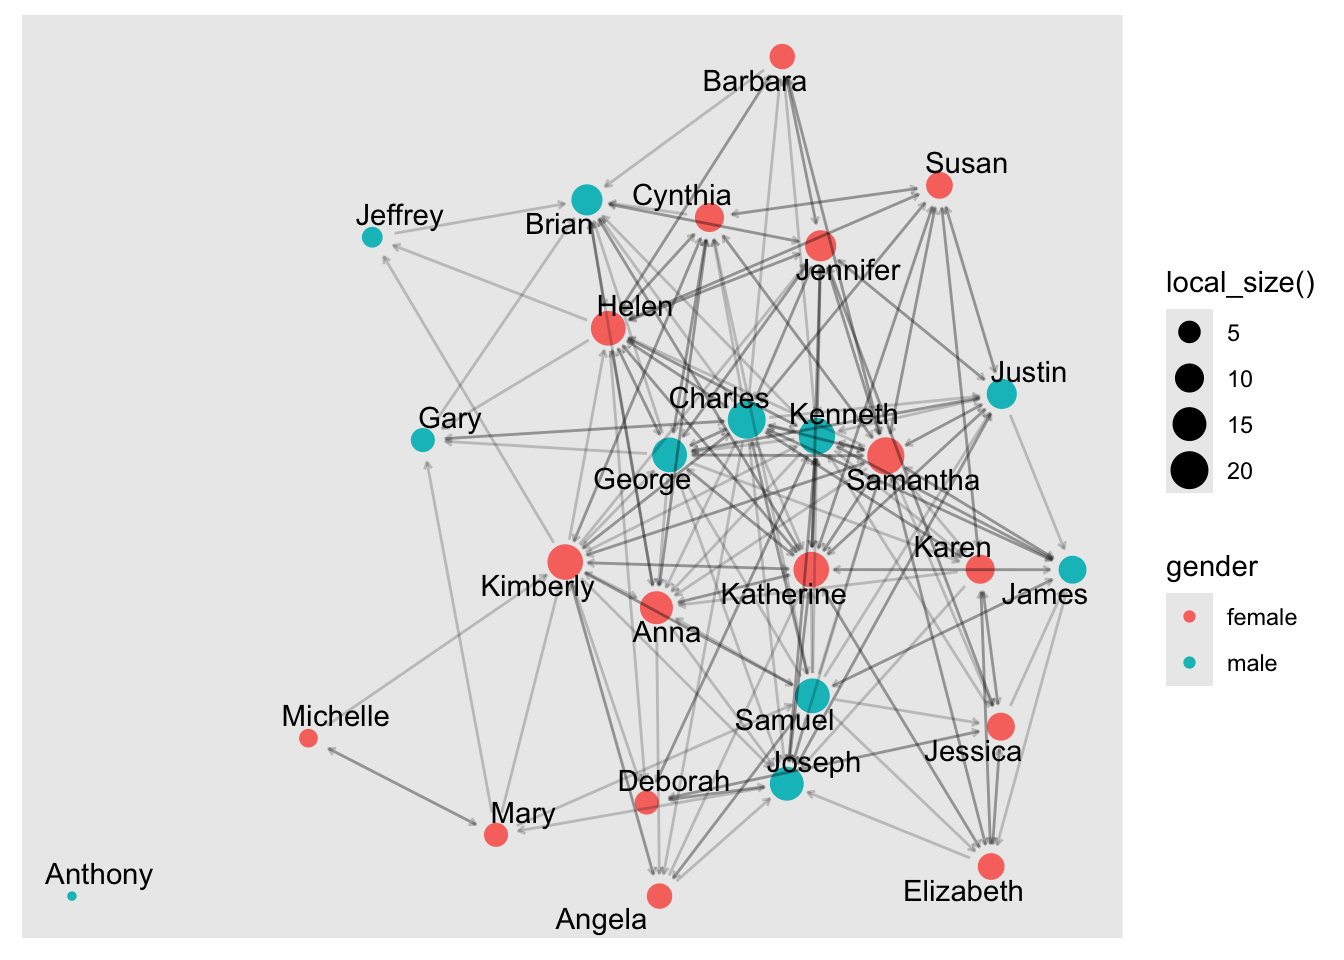 Barbara
Susan
Cynthia
Jeffrey
Brian
Jennifer
Helen
Justin
Charles
Kenneth
Gary
George
Samantha
Karen
Kimberly
Katherine
James
Anna
Michelle
Samuel
Jessica
Joseph
Deborah
Mary
Anthony
Elizabeth
Angela
local_size()
5
10
15
20
gender
female
male